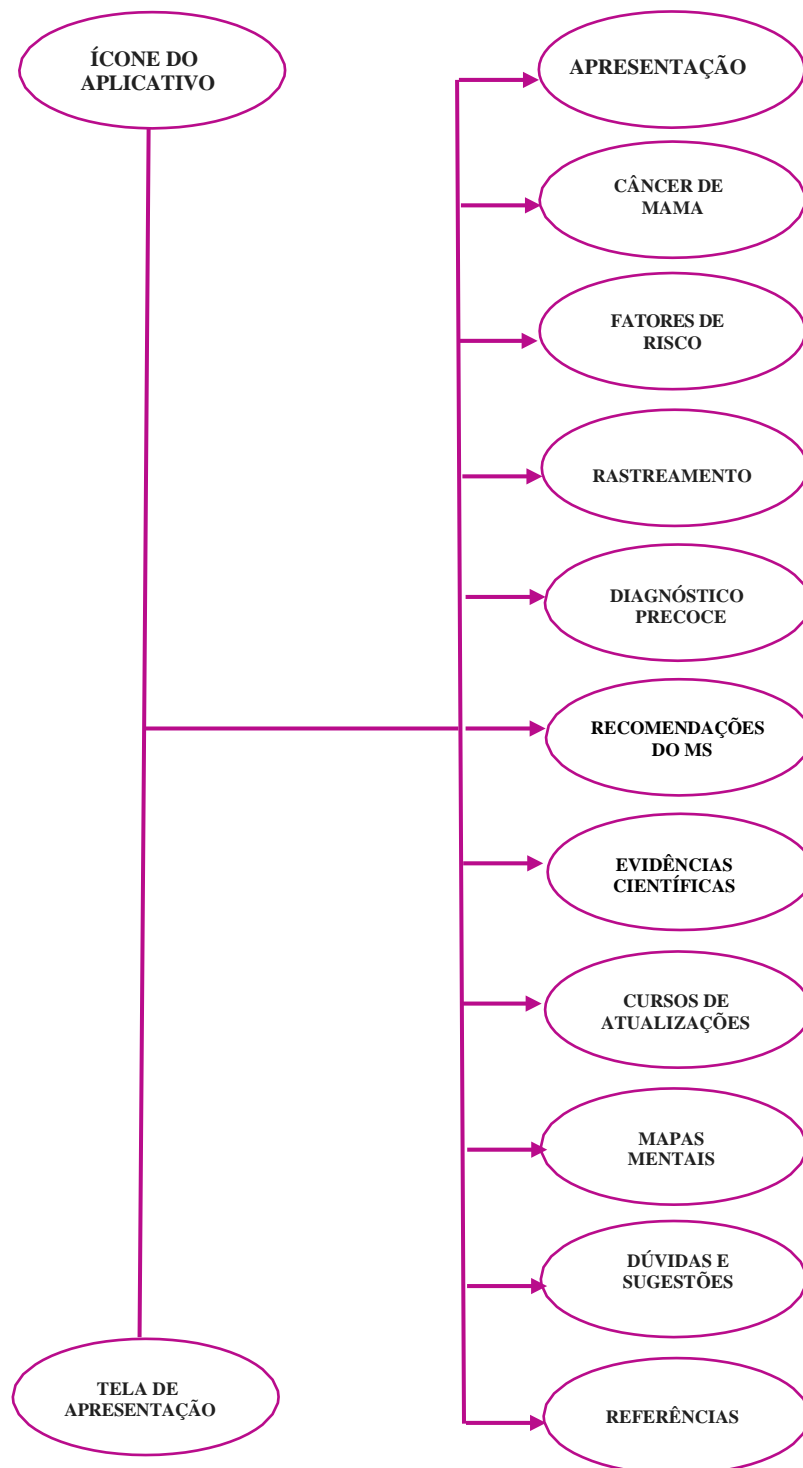 ÍCONE DO
APLICATIVO
TELA DE
APRESENTAÇÃO
APRESENTAÇÃO
CÂNCER DE
MAMA
FATORES DE
RISCO
RASTREAMENTO
DIAGNÓSTICO
PRECOCE
RECOMENDAÇÕES
DO MS
EVIDÊNCIAS
CIENTÍFICAS
CURSOS DE
ATUALIZAÇÕES
MAPAS
MENTAIS
DÚVIDAS E
SUGESTÕES
REFERÊNCIAS